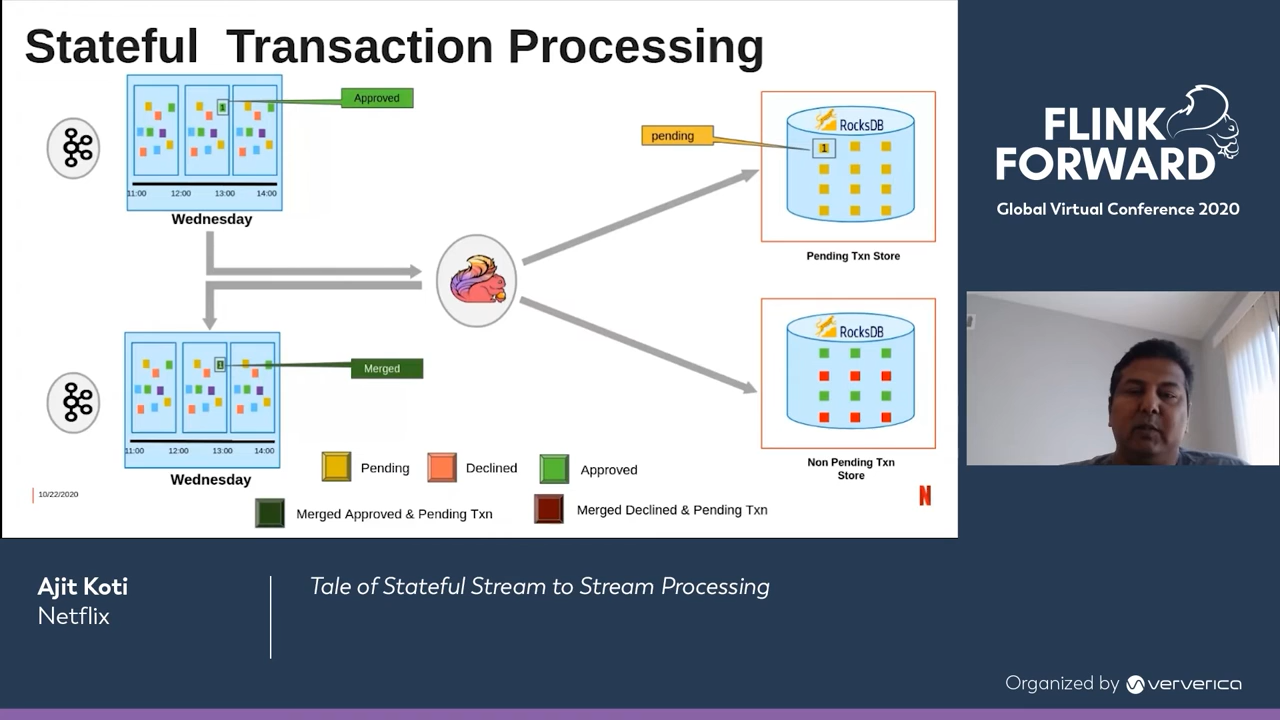 Stateful Transaction Processing
Approved
1
11:00 12:00 13:00 14:00
Wednesday
pending
1
RocksDB
Pending Txn Store
Merged
1
11:00 12:00 13:00 14:00
Wednesday
RocksDB
Non Pending Txn
Store
Pending
Declined
Approved
Merged Approved & Pending Txn
Merged Declined & Pending Txn
10/22/2020
N
FLINK
FORWARD
Global Virtual Conference 2020
Ajit Koti
Netflix
Tale of Stateful Stream to Stream Processing
Organized by ververica